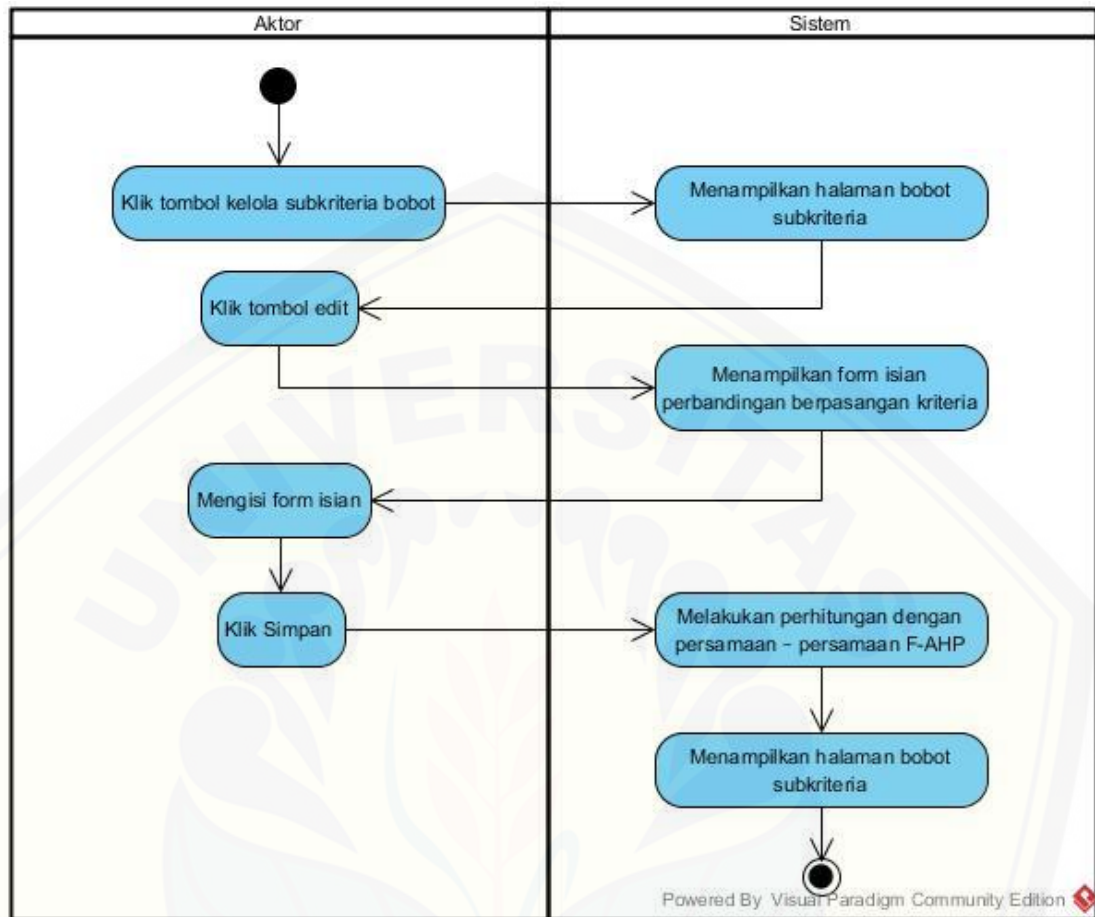 Aktor
Sistem
Klik tombol kelola subkriteria bobot
Menampilkan halaman bobot
subkriteria
Klik tombol edit
Menampilkan form isian
perbandingan berpasangan kriteria
Mengisi form isian
Klik Simpan
Melakukan perhitungan dengan
persamaan – persamaan F-AHP
Menampilkan halaman bobot
subkriteria
UNIVERSITAS
Powered By Visual Paradigm Community Edition